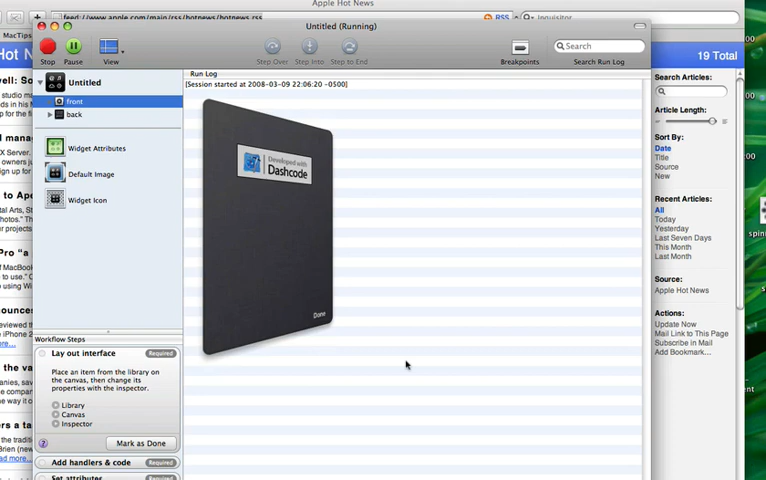 Apple Hot News
feed://www.apple.com/main/rss/hotnews/hotnews.rss
RSS
Inquisitor
MacTips
Untitled (Running)
Stop
Pause
View
Step Over
Step Into
Step to End
Breakpoints
Search
Search Run Log
Hot N
19 Total
Untitled
front
back
Widget Attributes
Default Image
Widget Icon
Run Log
[Session started at 2008-03-09 22:06:20 -0500]
Developed with
Dashcode
Done
Workflow Steps
Lay out interface
Required
Place an item from the library on
the canvas, then change its
properties with the inspector.
Library
Canvas
Inspector
Mark as Done
Add handlers & code
Required
Set attributes
Search Articles:
Article Length:
Sort By:
Date
Title
Source
New
Recent Articles:
All
Today
Yesterday
Last Seven Days
This Month
Last Month
Source:
Apple Hot News
Actions:
Update Now
Mail Link to This Page
Subscribe in Mail
Add Bookmark...